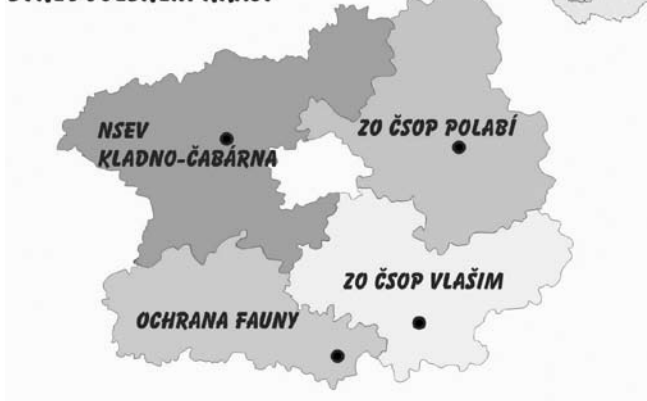 NSEV
KLADNO-ČABÁRNA
ZO ČSOP POLABÍ
ZO ČSOP VLAŠIM
OCHRANA FAUNY